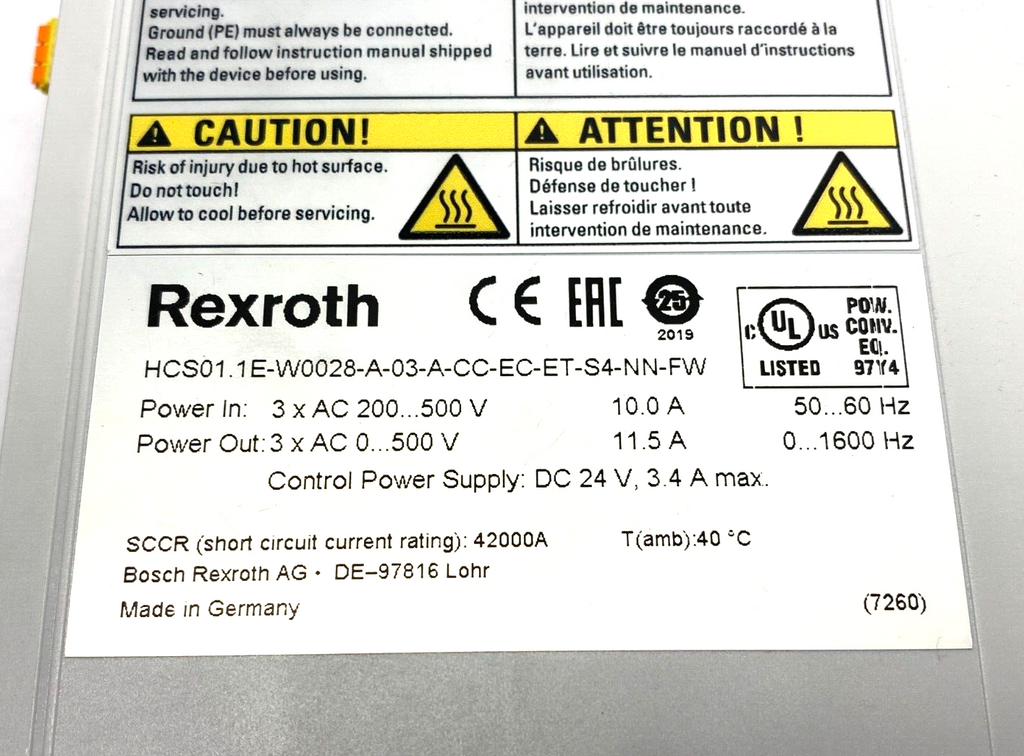 servicing.
Ground (PE) must always be connected.
Read and follow instruction manual shipped
with the device before using.
intervention de maintenance.
L'appareil doit être toujours raccordé à la
terre. Lire et suivre le manuel d'instructions
avant utilisation.
CAUTION!
Risk of injury due to hot surface.
Do not touch!
Allow to cool before servicing.
ATTENTION !
Risque de brûlures.
Défense de toucher !
Laisser refroidir avant toute
intervention de maintenance.
Rexroth
CE EAC 25
2019
C UL US
LISTED
POW.
CONV.
EQ.
97Y4
HCS01.1E-W0028-A-03-A-CC-EC-ET-S4-NN-FW
Power In: 3 x AC 200...500 V 10.0 A 50...60 Hz
Power Out: 3 x AC 0...500 V 11.5 A 0...1600 Hz
Control Power Supply: DC 24 V, 3.4 A max.
SCCR (short circuit current rating): 42000A T(amb):40 °C
Bosch Rexroth AG • DE–97816 Lohr
Made in Germany
(7260)